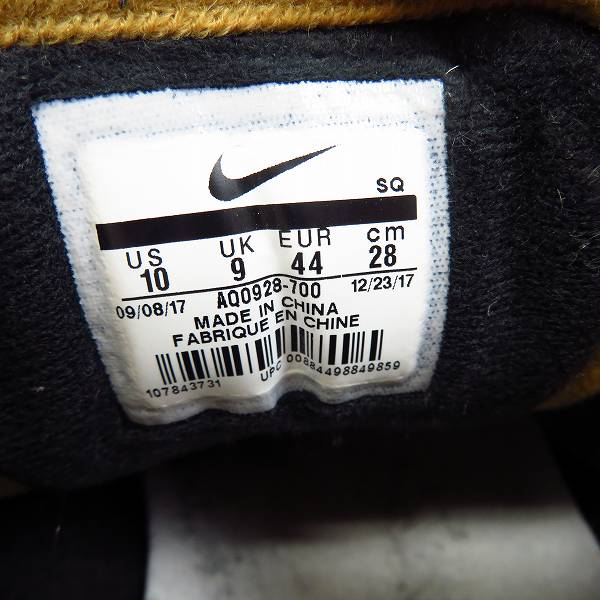 SQ
US UK EUR cm
10 9 44 28
09/08/17 AQ0928-700 12/23/17
MADE IN CHINA
FABRIQUE EN CHINE
107843731 UPC 00884498849859